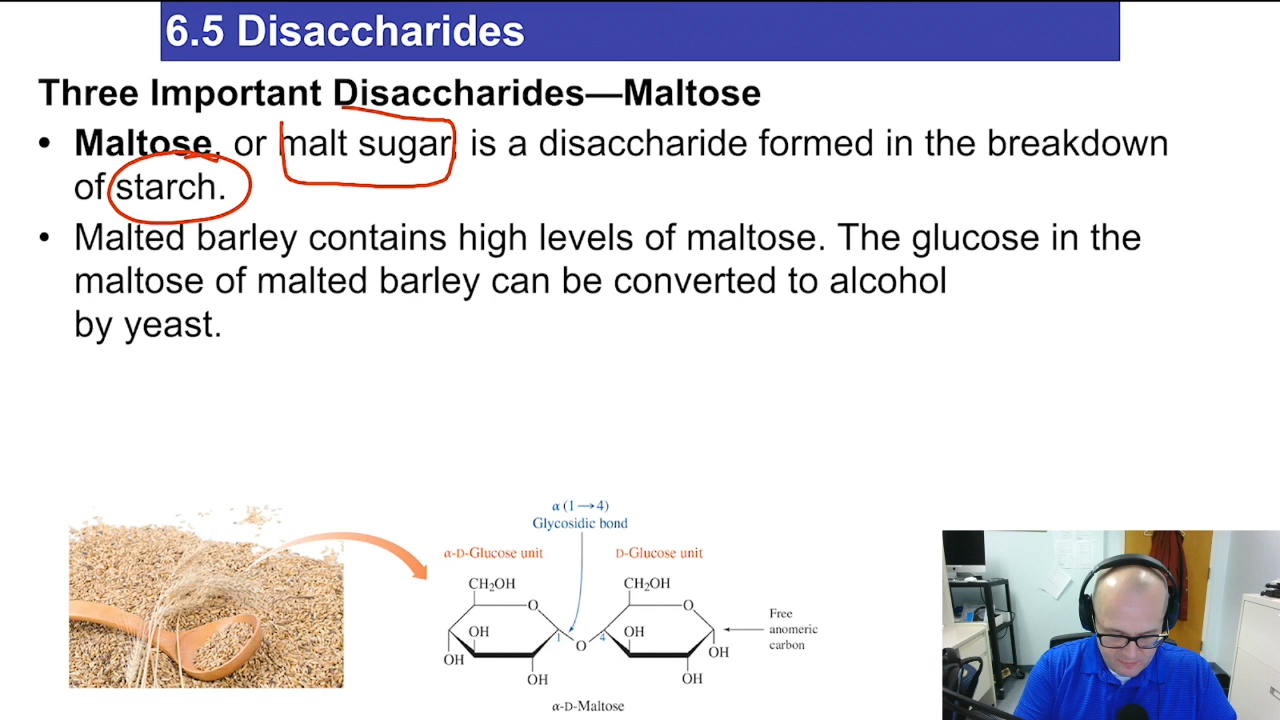 6.5 Disaccharides
Three Important Disaccharides—Maltose
• Maltose, or malt sugar, is a disaccharide formed in the breakdown
of starch.
• Malted barley contains high levels of maltose. The glucose in the
maltose of malted barley can be converted to alcohol
by yeast.
α (1→4)
Glycosidic bond
α-D-Glucose unit
D-Glucose unit
CH₂OH
CH₂OH
O
O
OH
1
4
OH
Free
anomeric
carbon
O
OH
OH
OH
OH
α-D-Maltose